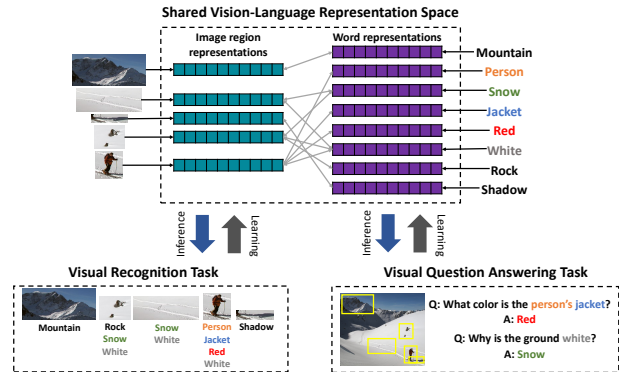 Shared Vision-Language Representation Space
Image region
representations
Word representations
Mountain
Person
Snow
Jacket
Red
White
Rock
Shadow
Inference
Learning
Inference
Learning
Visual Recognition Task
Mountain
Rock
Snow
White
Snow
White
Person
Jacket
Red
White
Shadow
Visual Question Answering Task
Q: What color is the person's jacket?
A: Red
Q: Why is the ground white?
A: Snow